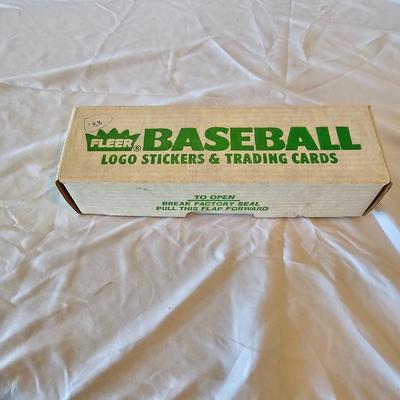 '88
FLEER® BASEBALL
LOGO STICKERS & TRADING CARDS
TO OPEN
BREAK FACTORY SEAL
PULL THIS FLAP FORWARD